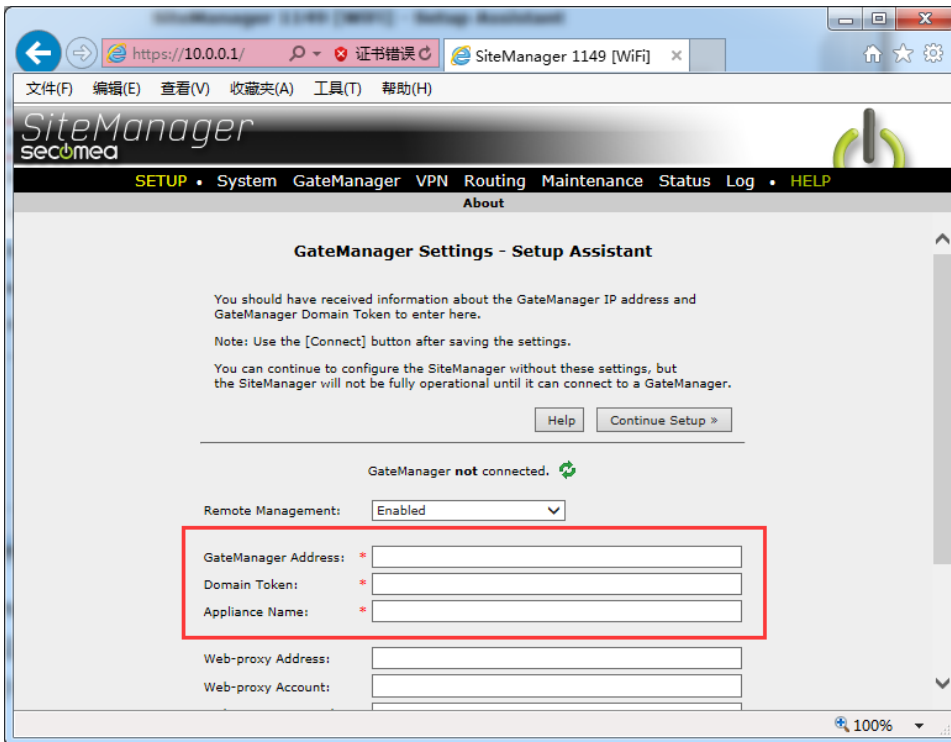 SiteManager 1149 [WiFi] - Setup Assistant
https://10.0.0.1/
证书错误
SiteManager 1149 [WiFi]
文件(F) 编辑(E) 查看(V) 收藏夹(A) 工具(T) 帮助(H)
SiteManager
secomea
SETUP • System GateManager VPN Routing Maintenance Status Log • HELP
About
GateManager Settings - Setup Assistant
You should have received information about the GateManager IP address and
GateManager Domain Token to enter here.
Note: Use the [Connect] button after saving the settings.
You can continue to configure the SiteManager without these settings, but
the SiteManager will not be fully operational until it can connect to a GateManager.
Help Continue Setup »
GateManager not connected.
Remote Management: Enabled
GateManager Address: *
Domain Token: *
Appliance Name: *
Web-proxy Address:
Web-proxy Account:
100%